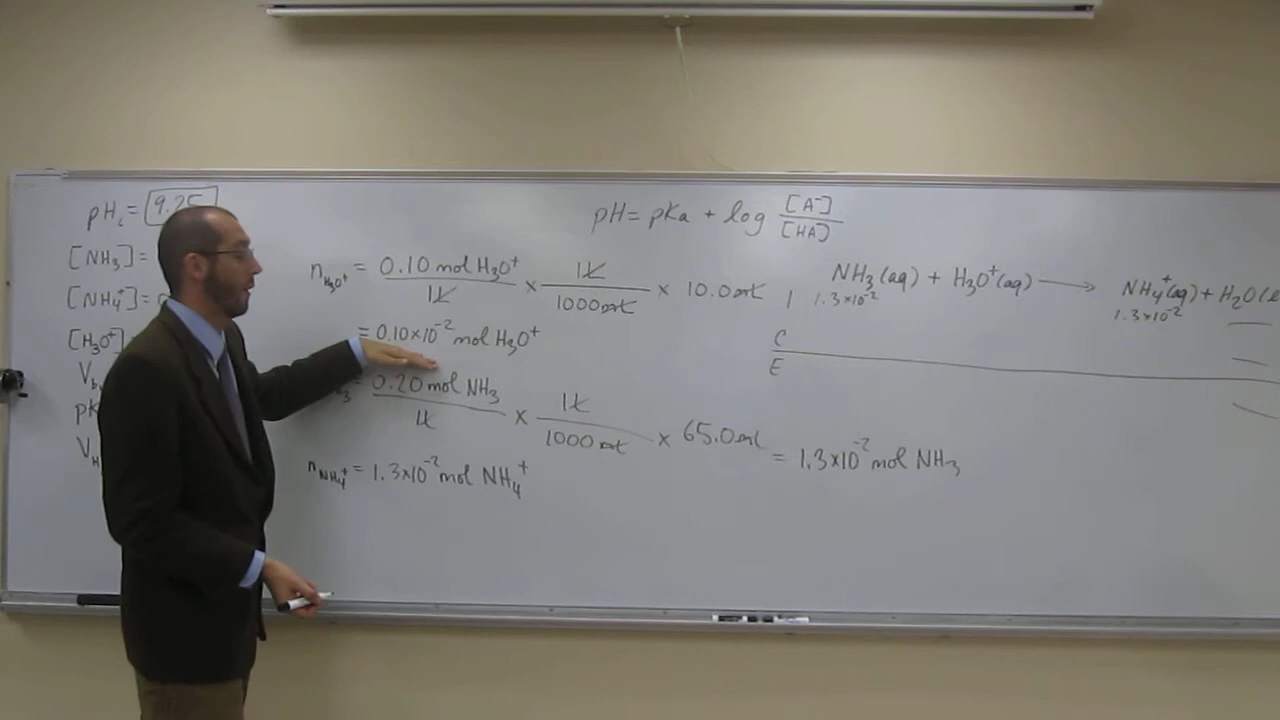 pHᵢ = 9.25
[NH₃] =
[NH₄⁺] =
[H₃O⁺]
pH = pKa + log [A⁻] / [HA]
n_H₃O⁺ = 0.10 mol H₃O⁺ / 1L × 1L / 1000mL × 10.0mL
= 0.10×10⁻² mol H₃O⁺
= 0.20 mol NH₃ / 1L × 1L / 1000mL × 65.0mL = 1.3×10⁻² mol NH₃
n_NH₄⁺ = 1.3×10⁻² mol NH₄⁺
NH₃(aq) + H₃O⁺(aq) ⟶ NH₄⁺(aq) + H₂O(l
I 1.3×10⁻² 1.3×10⁻²
C
E